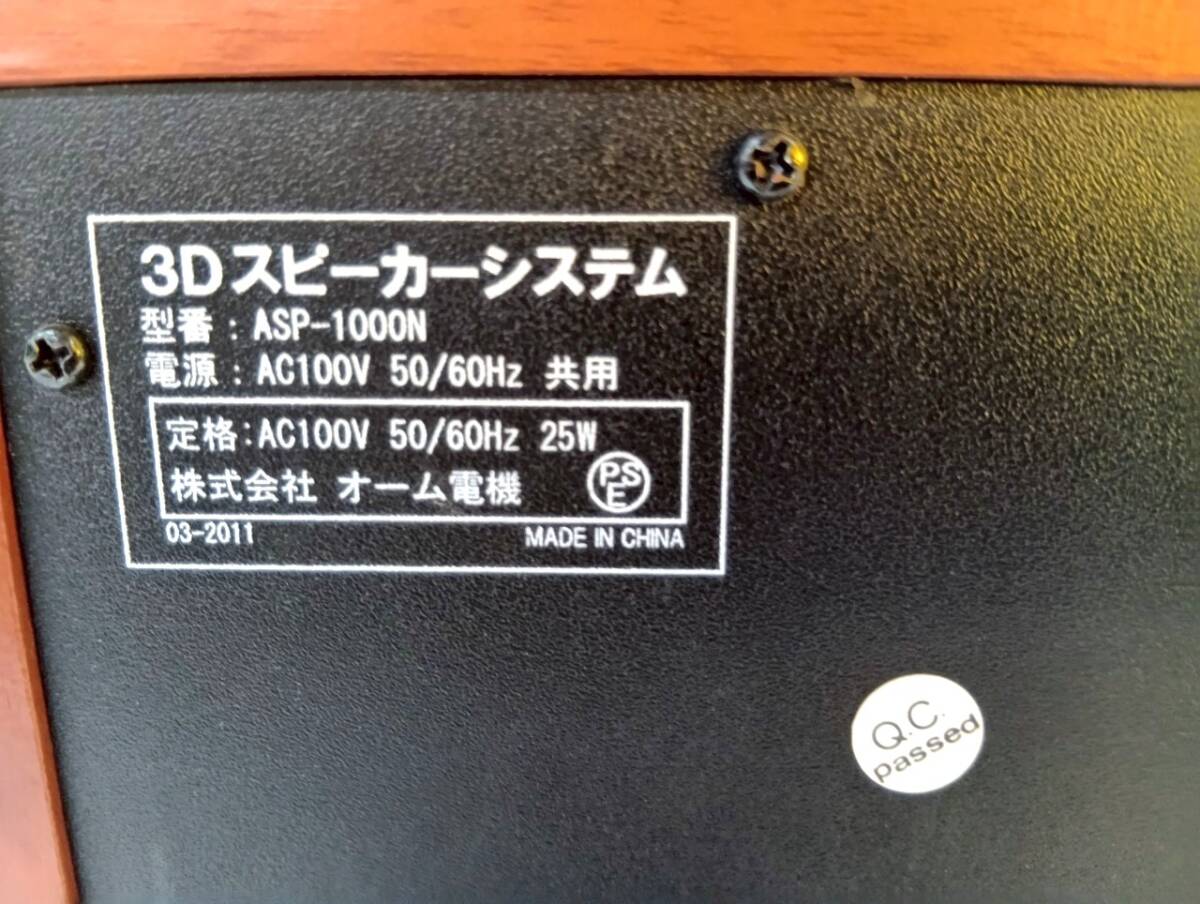 3Dスピーカーシステム
型番：ASP-1000N
電源：AC100V 50/60Hz 共用
定格：AC100V 50/60Hz 25W
株式会社 オーム電機
PSE
03-2011
MADE IN CHINA
Q.C.
passed